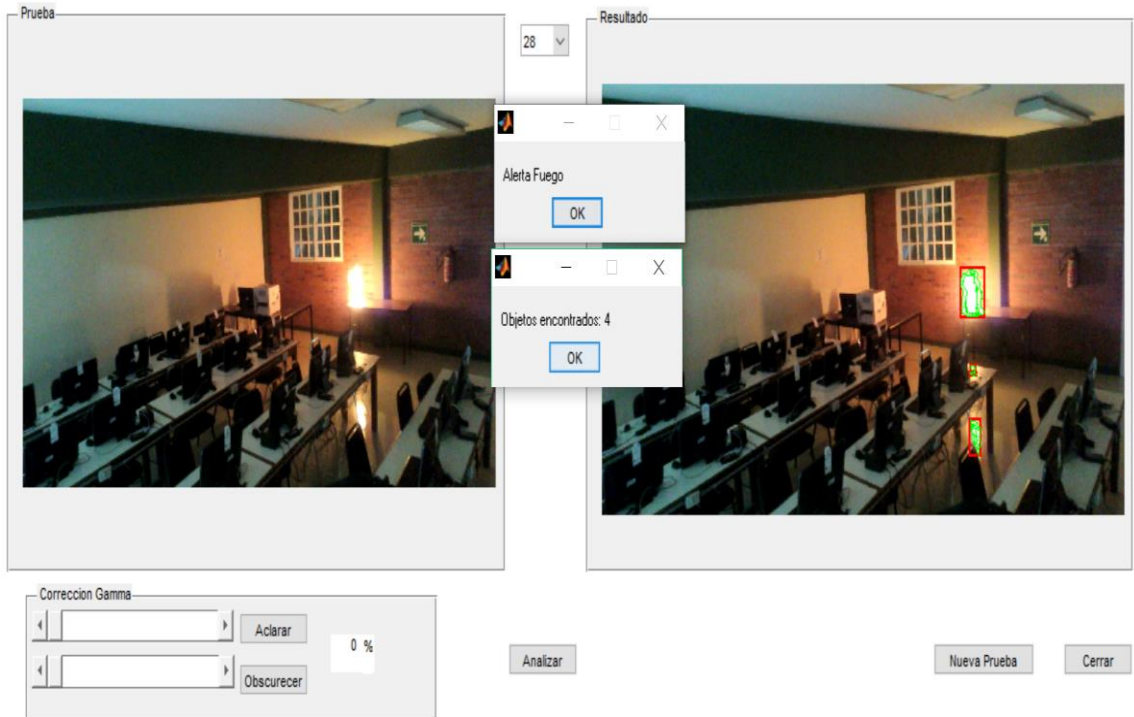 Prueba
28
Resultado
Alerta Fuego
OK
Objetos encontrados: 4
OK
Correccion Gamma
Aclarar
0 %
Obscurecer
Analizar
Nueva Prueba
Cerrar